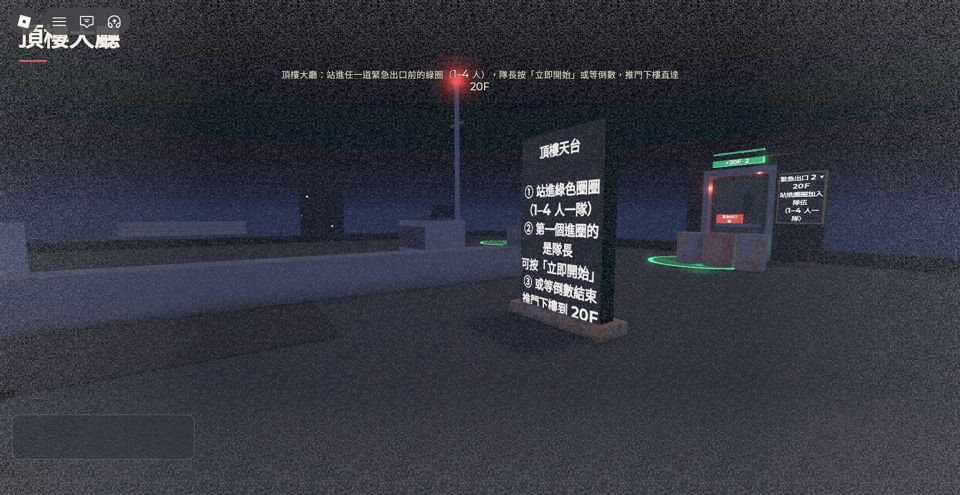 頂樓大廳
頂樓大廳：站進任一道緊急出口前的綠圈（1–4 人），隊長按「立即開始」或等倒數，推門下樓直達
20F
頂樓天台
① 站進綠色圈圈
（1–4 人一隊）
② 第一個進圈的
是隊長
可按「立即開始」
③ 或等倒數結束
推門下樓到 20F
緊急出口 2
20F
站進圈圈加入
隊伍
（1–4 人一
隊）